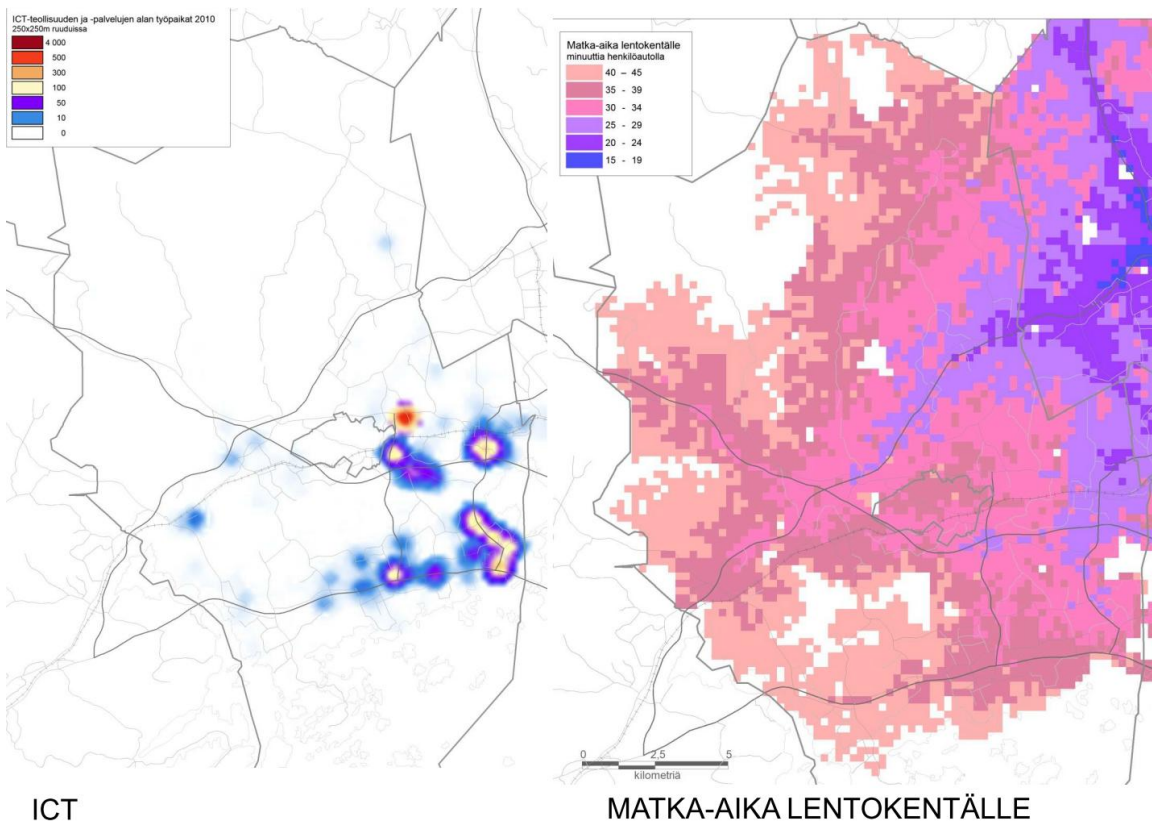 ICT-teollisuuden ja -palvelujen alan työpaikat 2010
250x250m ruuduissa
4 000
500
300
100
50
10
0
Matka-aika lentokentälle
minuuttia henkilöautolla
40 – 45
35 - 39
30 - 34
25 - 29
20 - 24
15 - 19
0 2,5 5
kilometriä
ICT
MATKA-AIKA LENTOKENTÄLLE